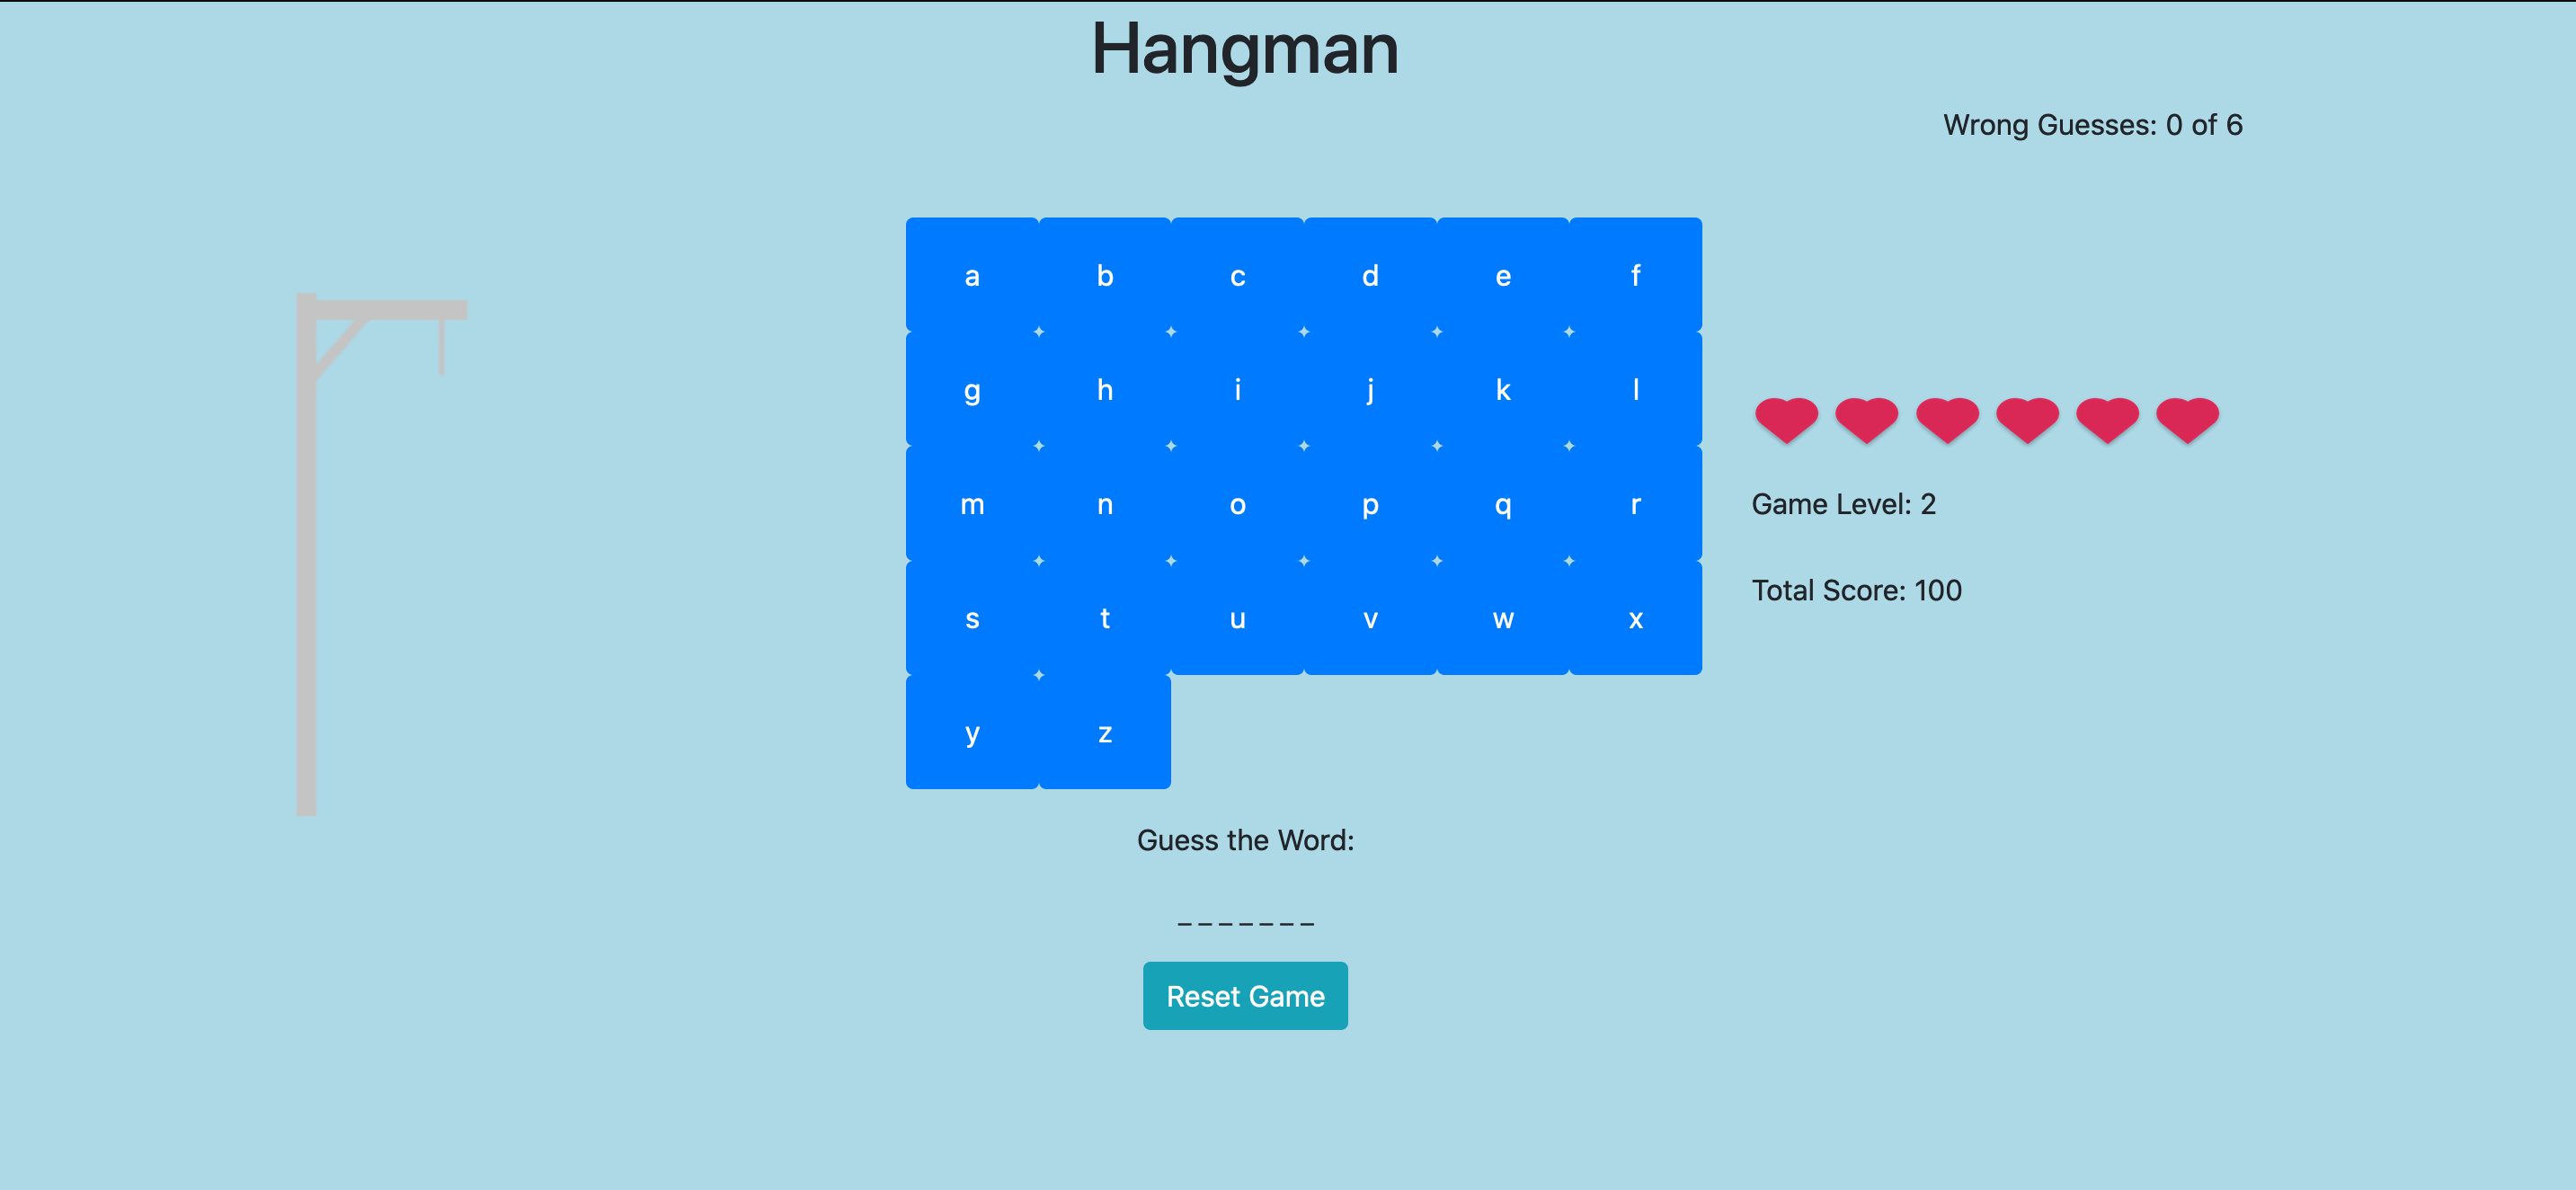 Hangman
Wrong Guesses: 0 of 6
a b c d e f
g h i j k l
m n o p q r
s t u v w x
y z
Game Level: 2
Total Score: 100
Guess the Word:
_ _ _ _ _ _ _
Reset Game